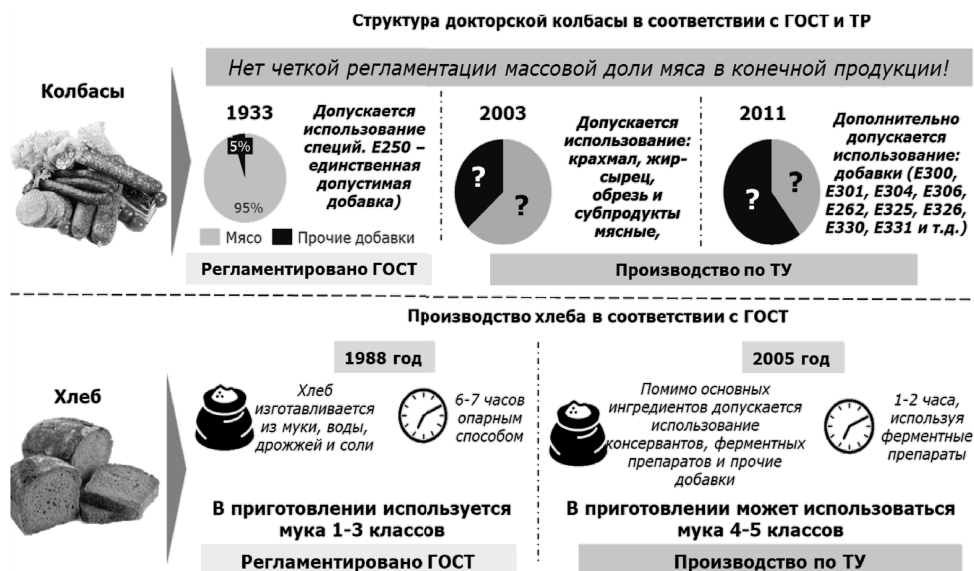 Структура докторской колбасы в соответствии с ГОСТ и ТР
Нет четкой регламентации массовой доли мяса в конечной продукции!
Колбасы
1933
5%
95%
Допускается
использование
специй. Е250 –
единственная
допустимая
добавка)
Мясо
Прочие добавки
Регламентировано ГОСТ
2003
?
?
Допускается
использование:
крахмал, жир-
сырец,
обрезь и
субпродукты
мясные,
2011
?
?
Дополнительно
допускается
использование:
добавки (Е300,
Е301, Е304, Е306,
Е262, Е325, Е326,
Е330, Е331 и т.д.)
Производство по ТУ
Производство хлеба в соответствии с ГОСТ
Хлеб
1988 год
Хлеб
изготавливается
из муки, воды,
дрожжей и соли
6-7 часов
опарным
способом
В приготовлении используется
мука 1-3 классов
Регламентировано ГОСТ
2005 год
Помимо основных
ингредиентов допускается
использование
консервантов, ферментных
препаратов и прочие
добавки
1-2 часа,
используя
ферментные
препараты
В приготовлении может использоваться
мука 4-5 классов
Производство по ТУ